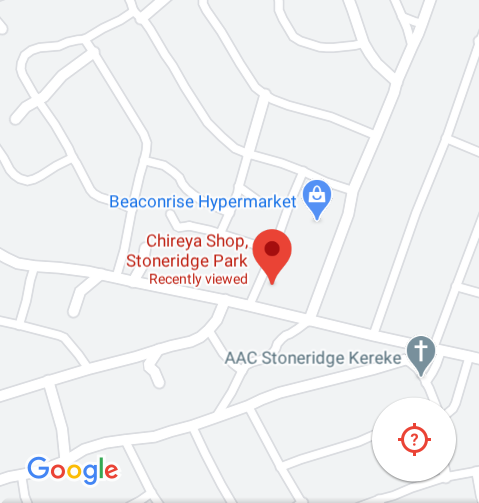 Beaconrise Hypermarket
Chireya Shop,
Stoneridge Park
Recently viewed
AAC Stoneridge Kereke
?
Google